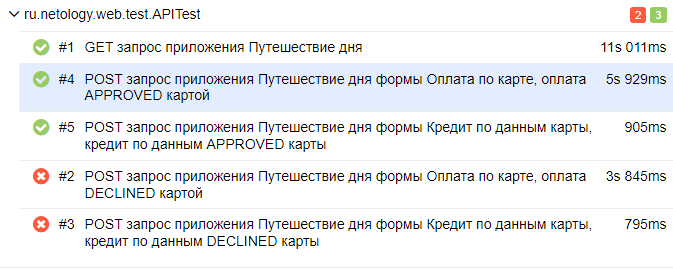 ru.netology.web.test.APITest 2 3
#1 GET запрос приложения Путешествие дня 11s 011ms
#4 POST запрос приложения Путешествие дня формы Оплата по карте, оплата 5s 929ms
APPROVED картой
#5 POST запрос приложения Путешествие дня формы Кредит по данным карты, 905ms
кредит по данным APPROVED карты
#2 POST запрос приложения Путешествие дня формы Оплата по карте, оплата 3s 845ms
DECLINED картой
#3 POST запрос приложения Путешествие дня формы Кредит по данным карты, 795ms
кредит по данным DECLINED карты